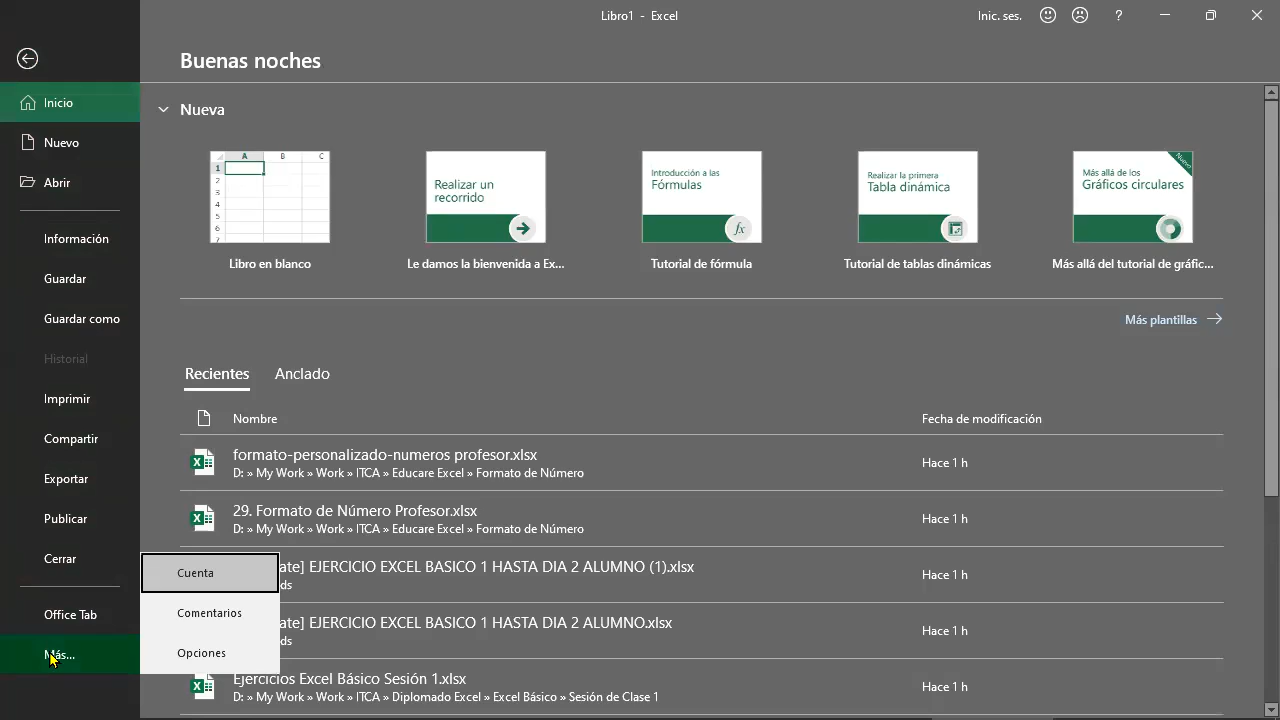 Libro1 - Excel
Inic. ses.
?
Buenas noches
Inicio
Nuevo
Abrir
Información
Guardar
Guardar como
Historial
Imprimir
Compartir
Exportar
Publicar
Cerrar
Office Tab
Más...
Cuenta
Comentarios
Opciones
Nueva
A B C
1
2
3
4
5
6
7
Libro en blanco
Realizar un
recorrido
Le damos la bienvenida a Ex...
Introducción a las
Fórmulas
fx
Tutorial de fórmula
Realizar la primera
Tabla dinámica
Tutorial de tablas dinámicas
Más allá de los
Gráficos circulares
Nuevo
Más allá del tutorial de gráfic...
Más plantillas
Recientes Anclado
Nombre Fecha de modificación
formato-personalizado-numeros profesor.xlsx
D: » My Work » Work » ITCA » Educare Excel » Formato de Número
Hace 1 h
29. Formato de Número Profesor.xlsx
D: » My Work » Work » ITCA » Educare Excel » Formato de Número
Hace 1 h
ate] EJERCICIO EXCEL BASICO 1 HASTA DIA 2 ALUMNO (1).xlsx
ds
Hace 1 h
ate] EJERCICIO EXCEL BASICO 1 HASTA DIA 2 ALUMNO.xlsx
ds
Hace 1 h
Ejercicios Excel Básico Sesión 1.xlsx
D: » My Work » Work » ITCA » Diplomado Excel » Excel Básico » Sesión de Clase 1
Hace 1 h